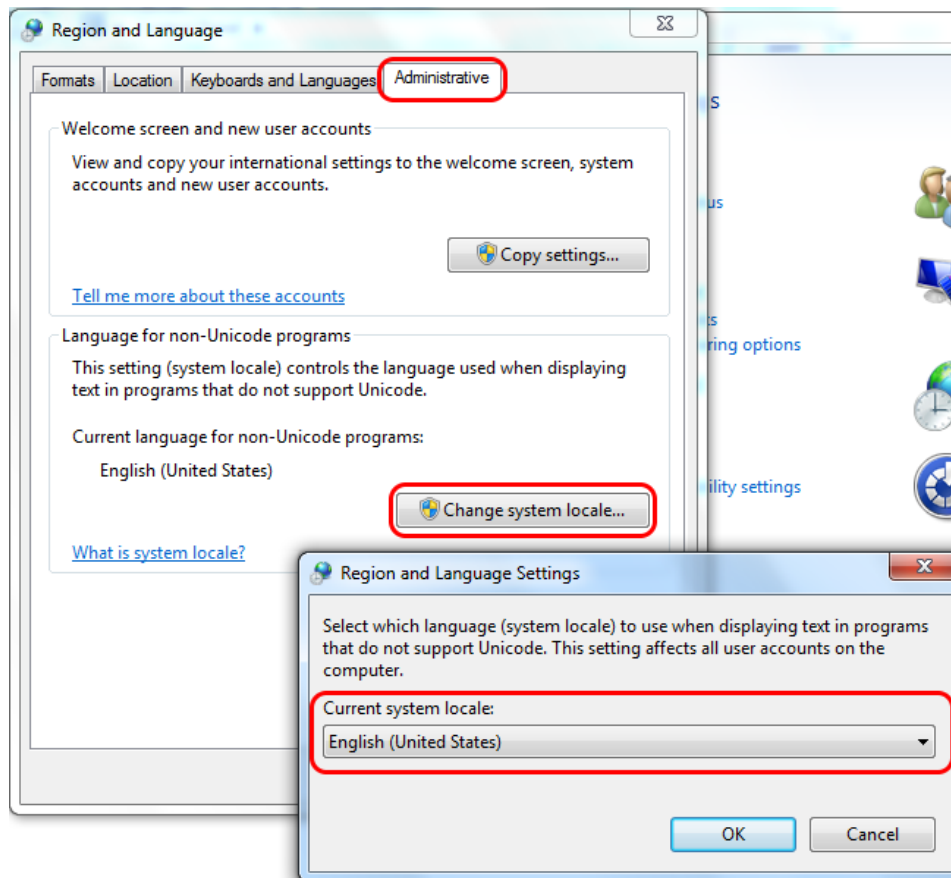 Region and Language
Formats Location Keyboards and Languages Administrative
Welcome screen and new user accounts
View and copy your international settings to the welcome screen, system
accounts and new user accounts.
Copy settings...
Tell me more about these accounts
Language for non-Unicode programs
This setting (system locale) controls the language used when displaying
text in programs that do not support Unicode.
Current language for non-Unicode programs:
English (United States)
Change system locale...
What is system locale?
Region and Language Settings
Select which language (system locale) to use when displaying text in programs
that do not support Unicode. This setting affects all user accounts on the
computer.
Current system locale:
English (United States)
OK Cancel
s
us
ts
ring options
ility settings